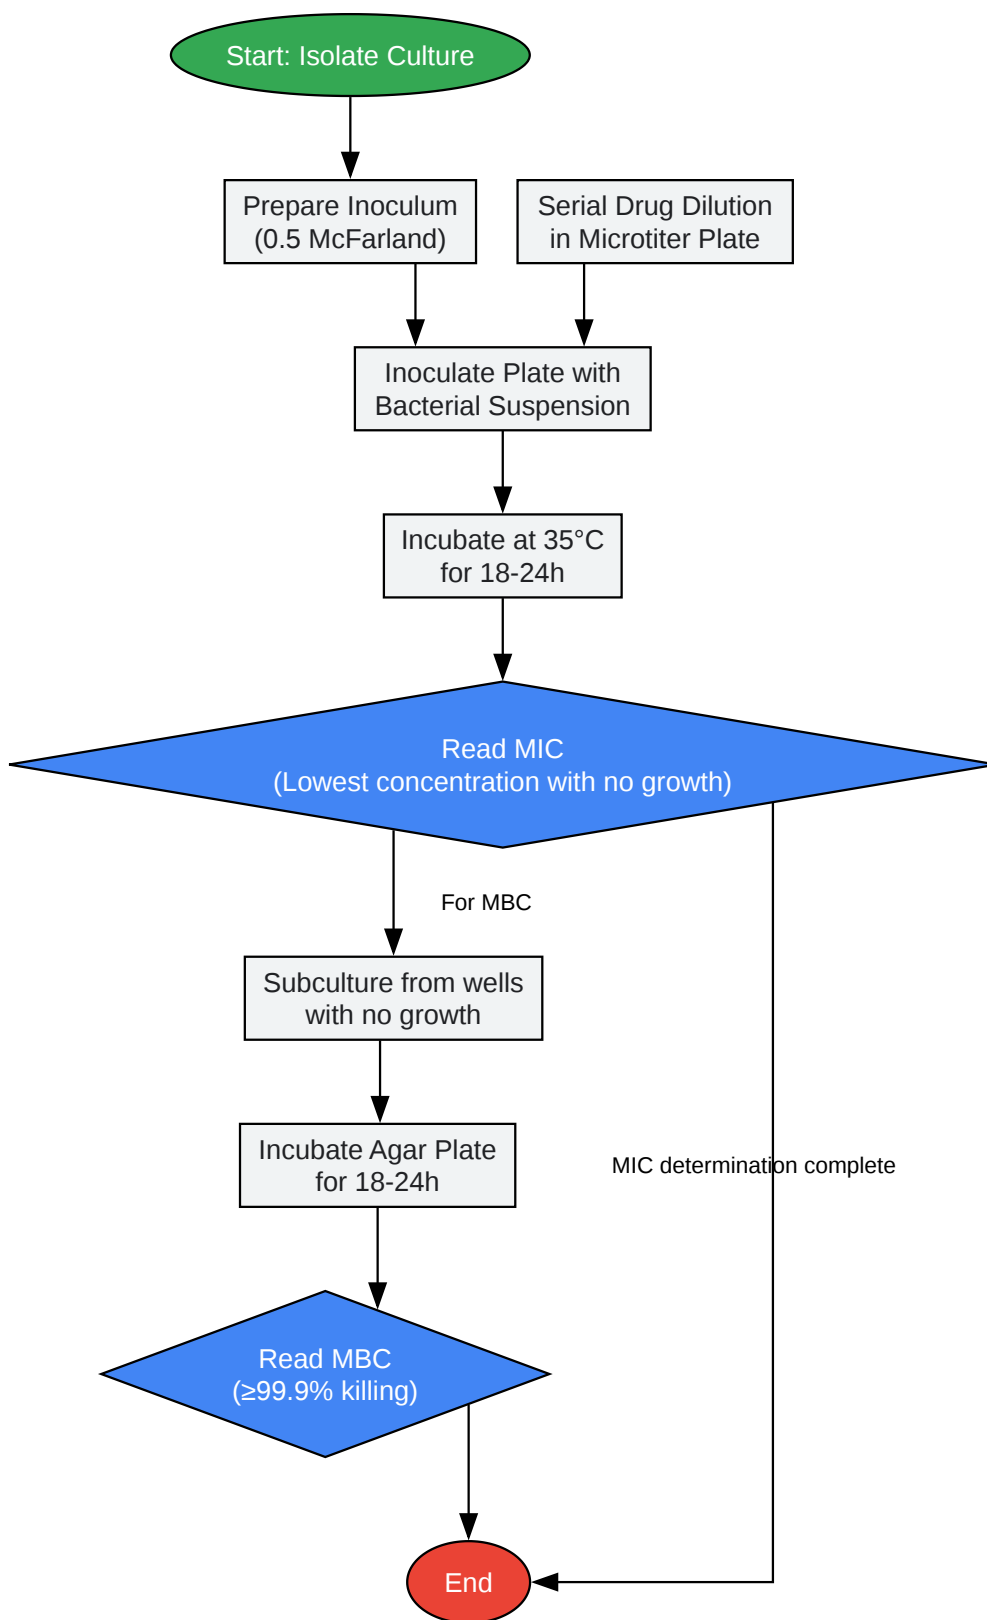 Start: Isolate Culture
Prepare Inoculum
(0.5 McFarland)
Serial Drug Dilution
in Microtiter Plate
Inoculate Plate with
Bacterial Suspension
Incubate at 35°C
for 18-24h
Read MIC
(Lowest concentration with no growth)
For MBC
Subculture from wells
with no growth
Incubate Agar Plate
for 18-24h
MIC determination complete
Read MBC
(≥99.9% killing)
End